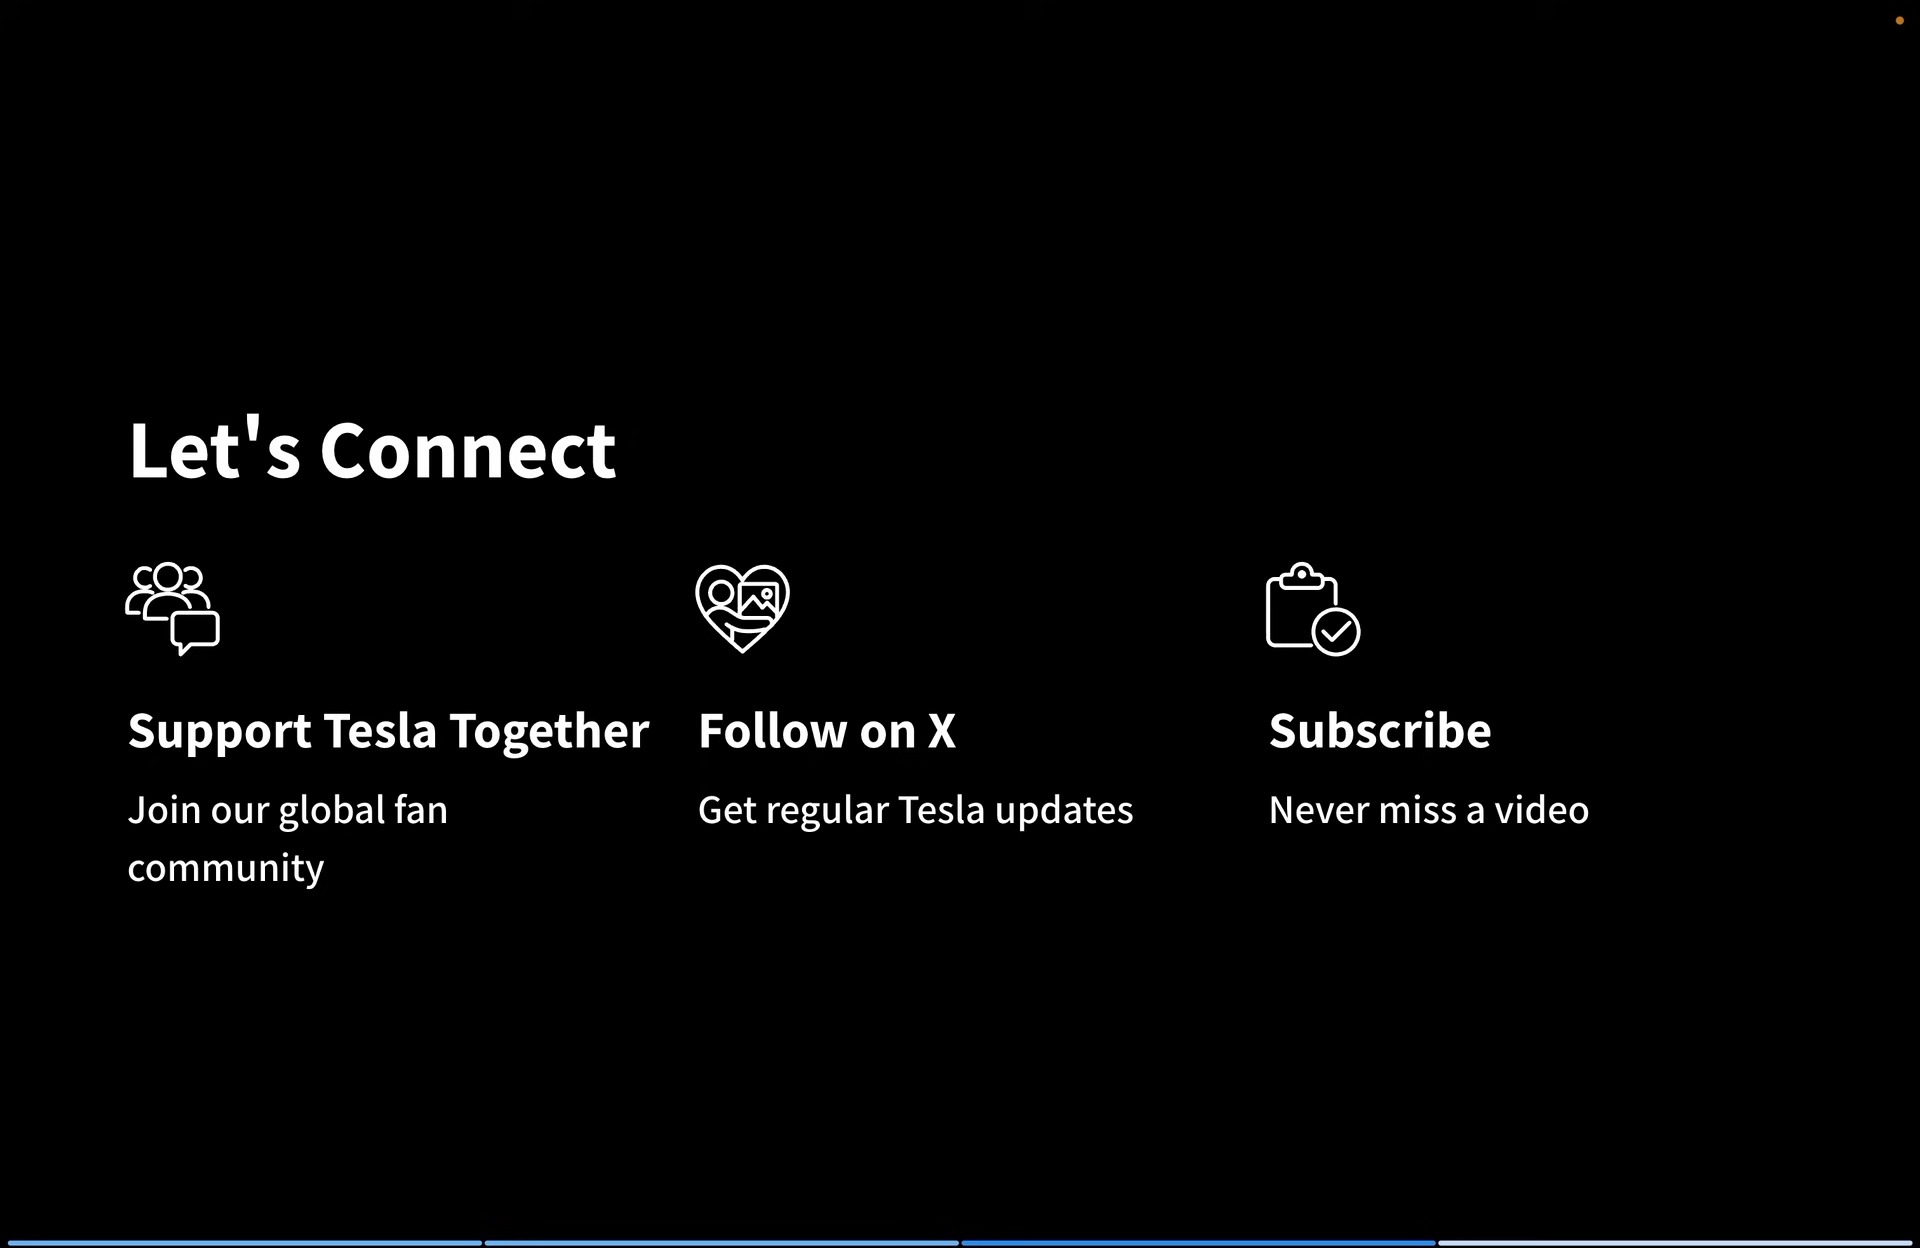 Let's Connect
Support Tesla Together
Join our global fan
community
Follow on X
Get regular Tesla updates
Subscribe
Never miss a video